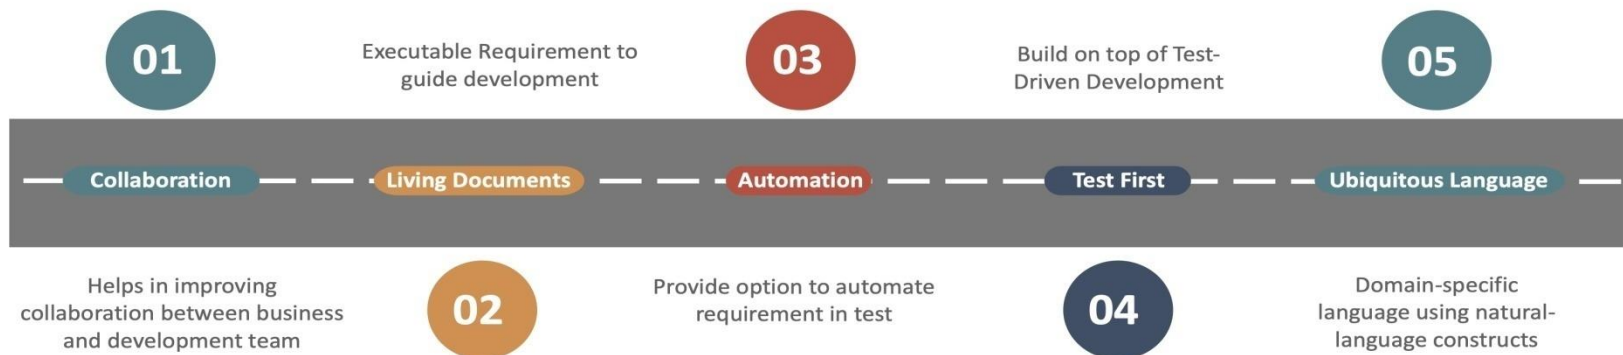 01
Executable Requirement to
guide development
03
Build on top of Test-
Driven Development
05
Collaboration
Living Documents
Automation
Test First
Ubiquitous Language
Helps in improving
collaboration between business
and development team
02
Provide option to automate
requirement in test
04
Domain-specific
language using natural-
language constructs